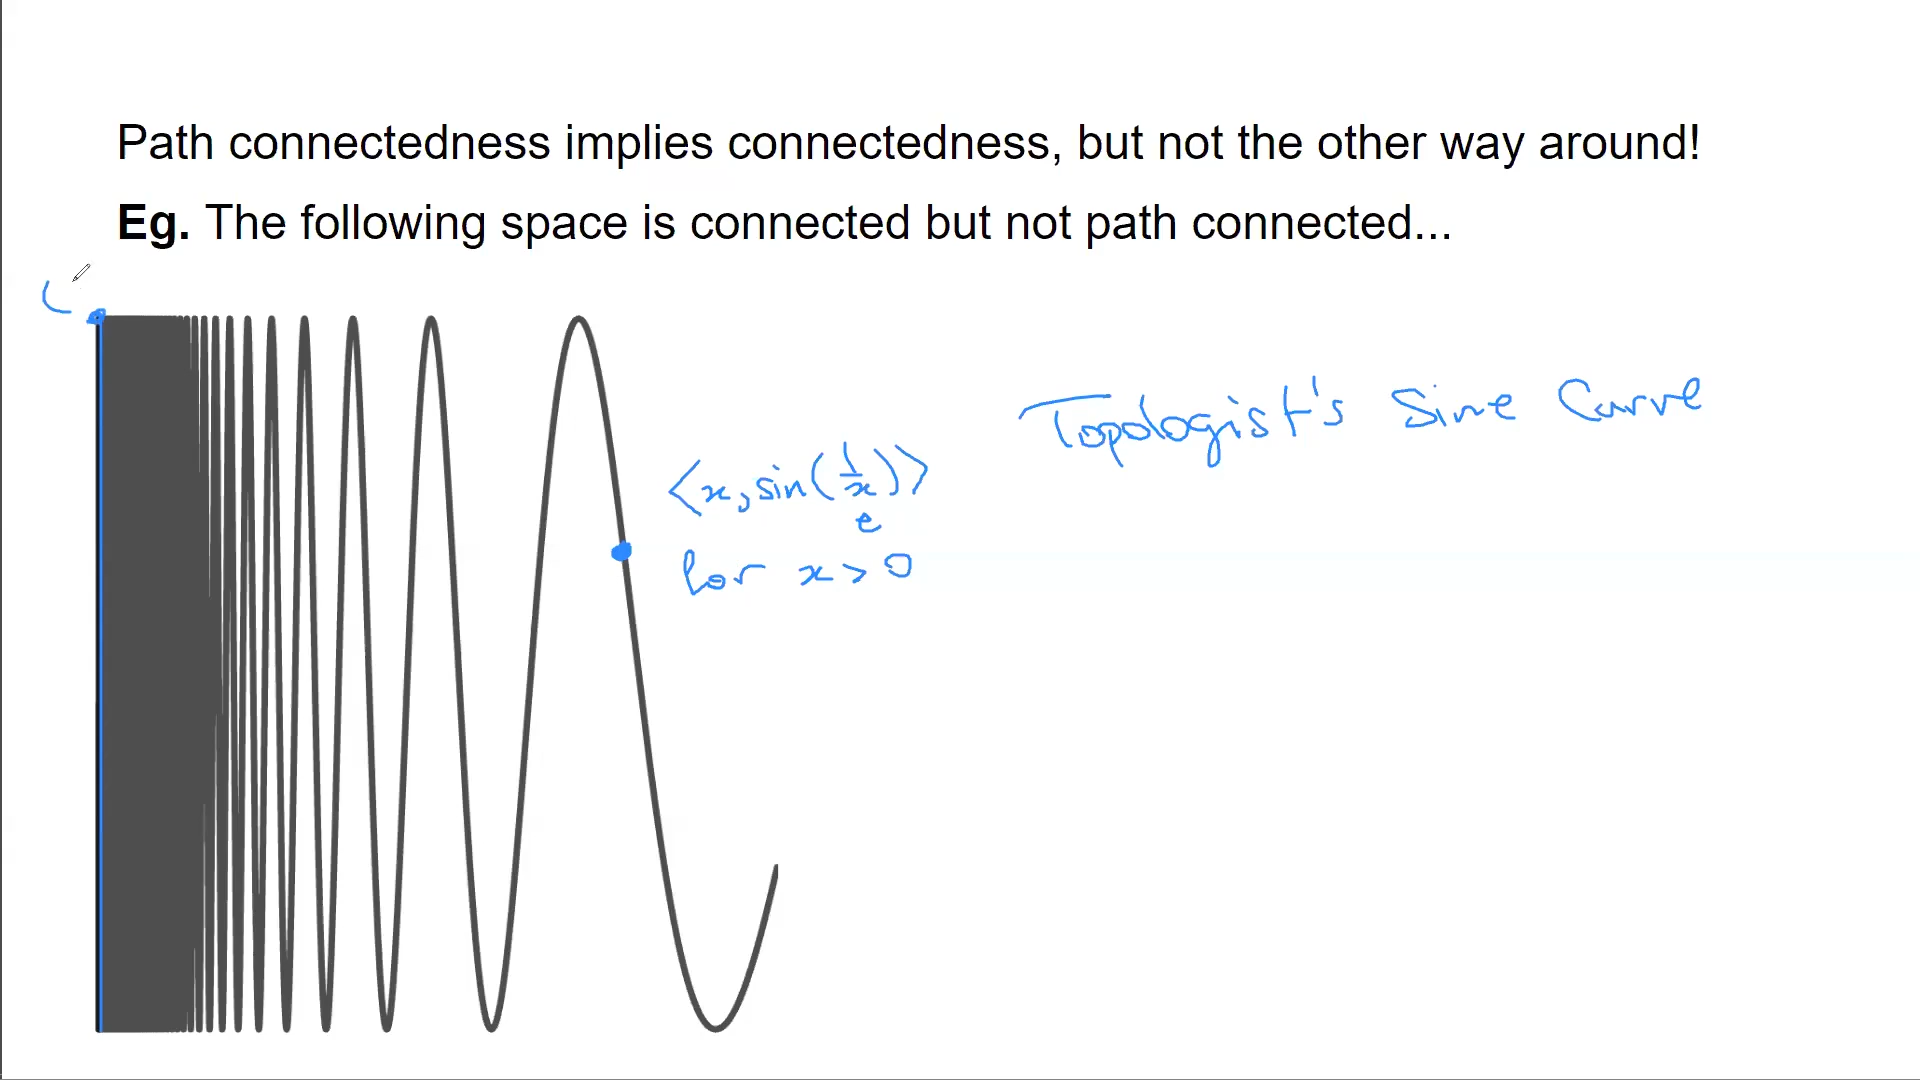 Path connectedness implies connectedness, but not the other way around!
Eg. The following space is connected but not path connected...
Topologist's Sine Curve
<x, sin(1/x)>
e
for x > 0